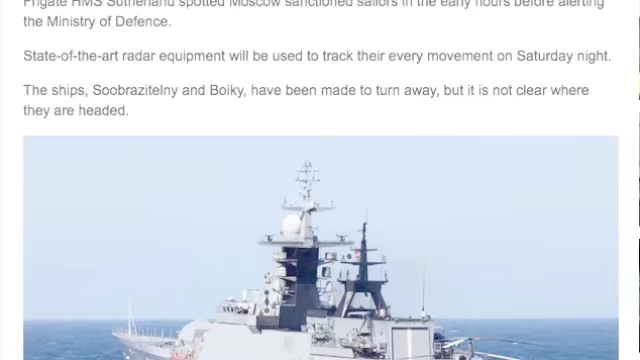 Frigate HMS Sutherland spotted Moscow sanctioned sailors in the early hours before alerting
the Ministry of Defence.
State-of-the-art radar equipment will be used to track their every movement on Saturday night.
The ships, Soobrazitelny and Boiky, have been made to turn away, but it is not clear where
they are headed.